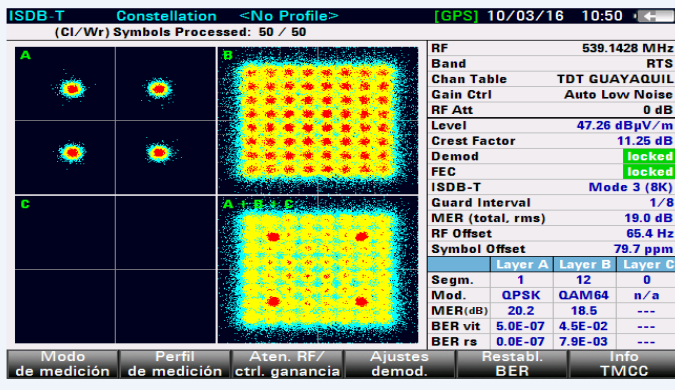 ISDB-T Constellation <No Profile> [GPS] 10/03/16 10:50
(Cl/Wr) Symbols Processed: 50 / 50
A
B
C
A + B + C
RF 539.1428 MHz
Band RTS
Chan Table TDT GUAYAQUIL
Gain Ctrl Auto Low Noise
RF Att 0 dB
Level 47.26 dBµV/m
Crest Factor 11.25 dB
Demod locked
FEC locked
ISDB-T Mode 3 (8K)
Guard Interval 1/8
MER (total, rms) 19.0 dB
RF Offset 65.4 Hz
Symbol Offset 79.7 ppm
Layer A Layer B Layer C
Segm. 1 12 0
Mod. QPSK QAM64 n/a
MER(dB) 20.2 18.5 ---
BER vit 5.0E-07 4.5E-02 ---
BER rs 0.0E-07 7.9E-03 ---
Modo de medición
Perfil de medición
Aten. RF/ ctrl. ganancia
Ajustes demod.
Restabl. BER
Info TMCC